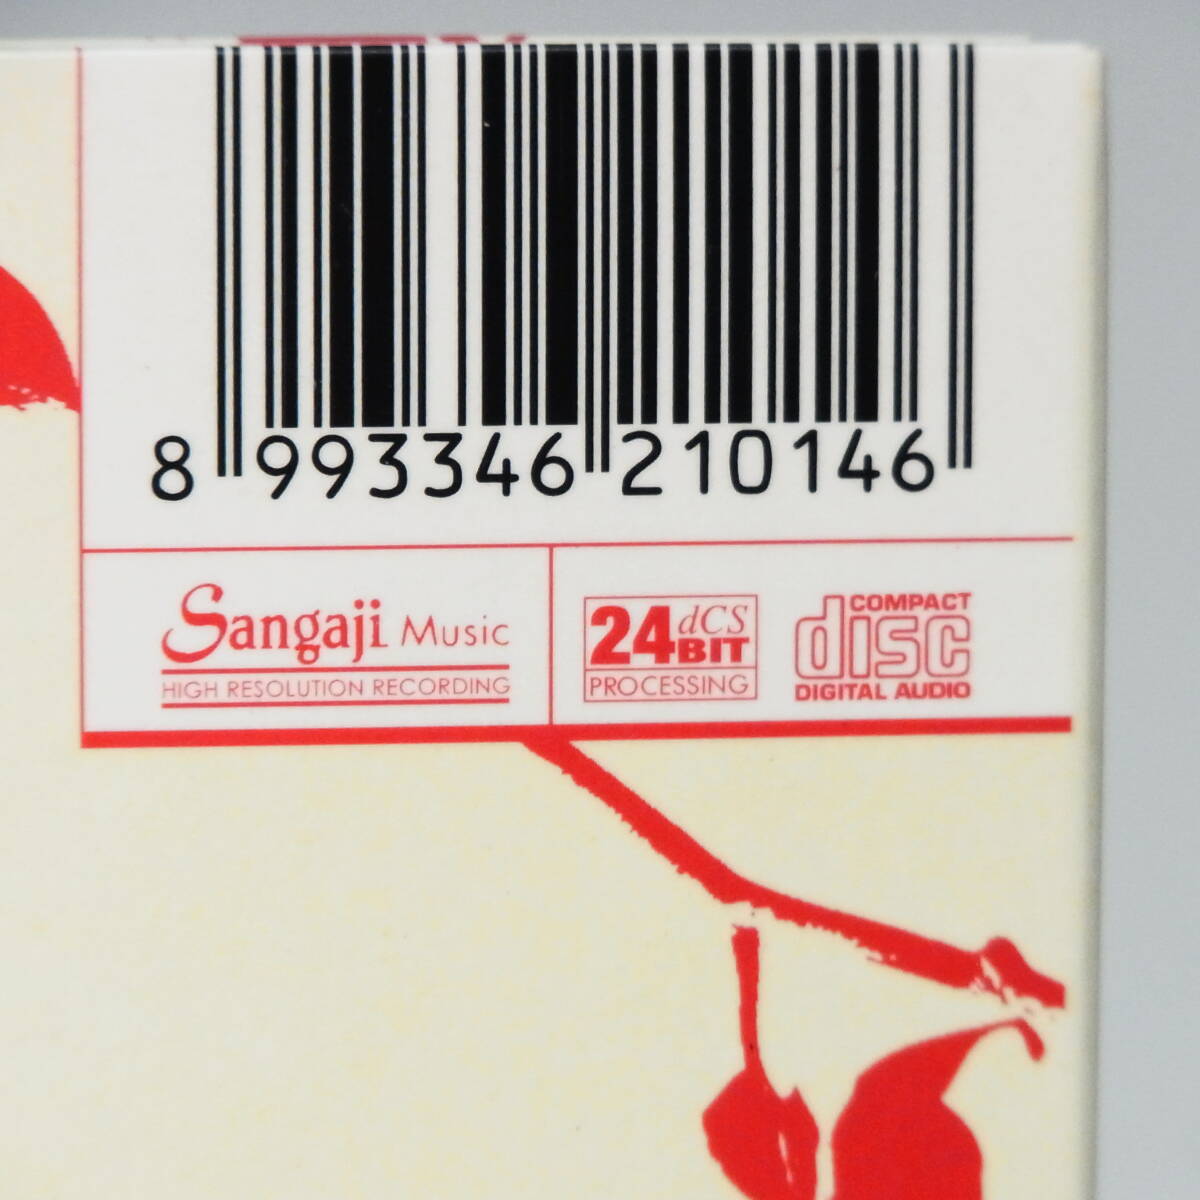 8 993346 210146
Sangaji Music
HIGH RESOLUTION RECORDING
24 dCS
BIT
PROCESSING
COMPACT
disc
DIGITAL AUDIO